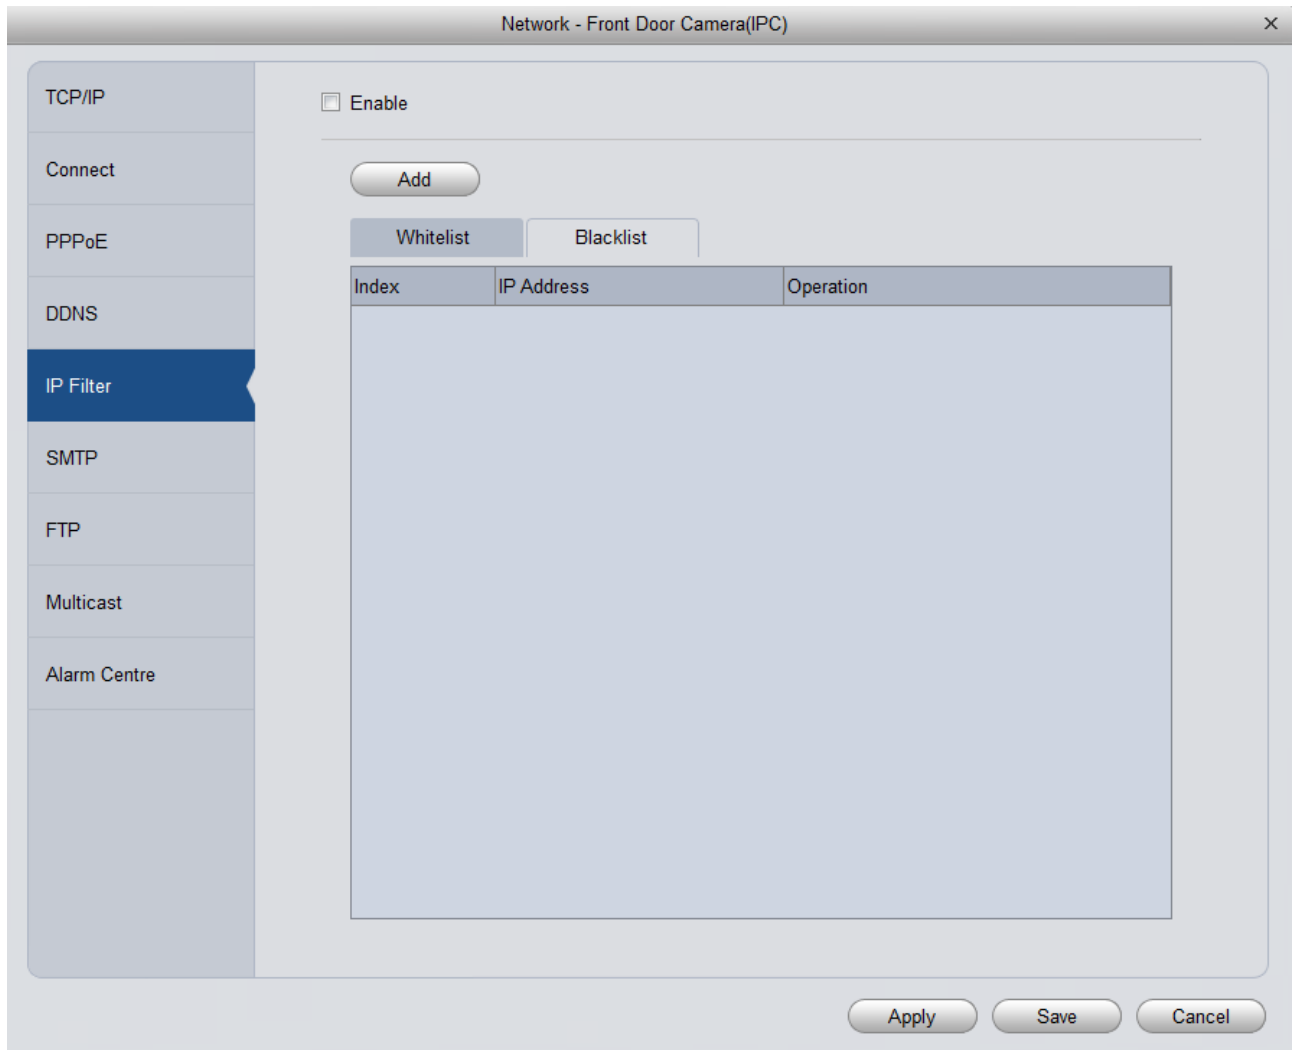 Network - Front Door Camera(IPC)
TCP/IP
Connect
PPPoE
DDNS
IP Filter
SMTP
FTP
Multicast
Alarm Centre
Enable
Add
Whitelist Blacklist
Index IP Address Operation
Apply Save Cancel